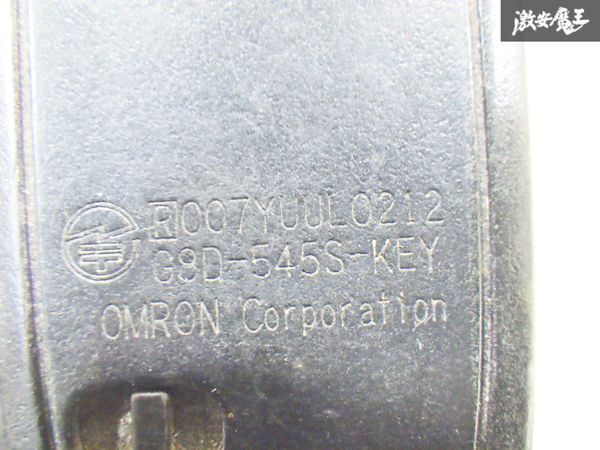 激安魔王
R007YUUL0212
G8D-545S-KEY
OMRON Corporation